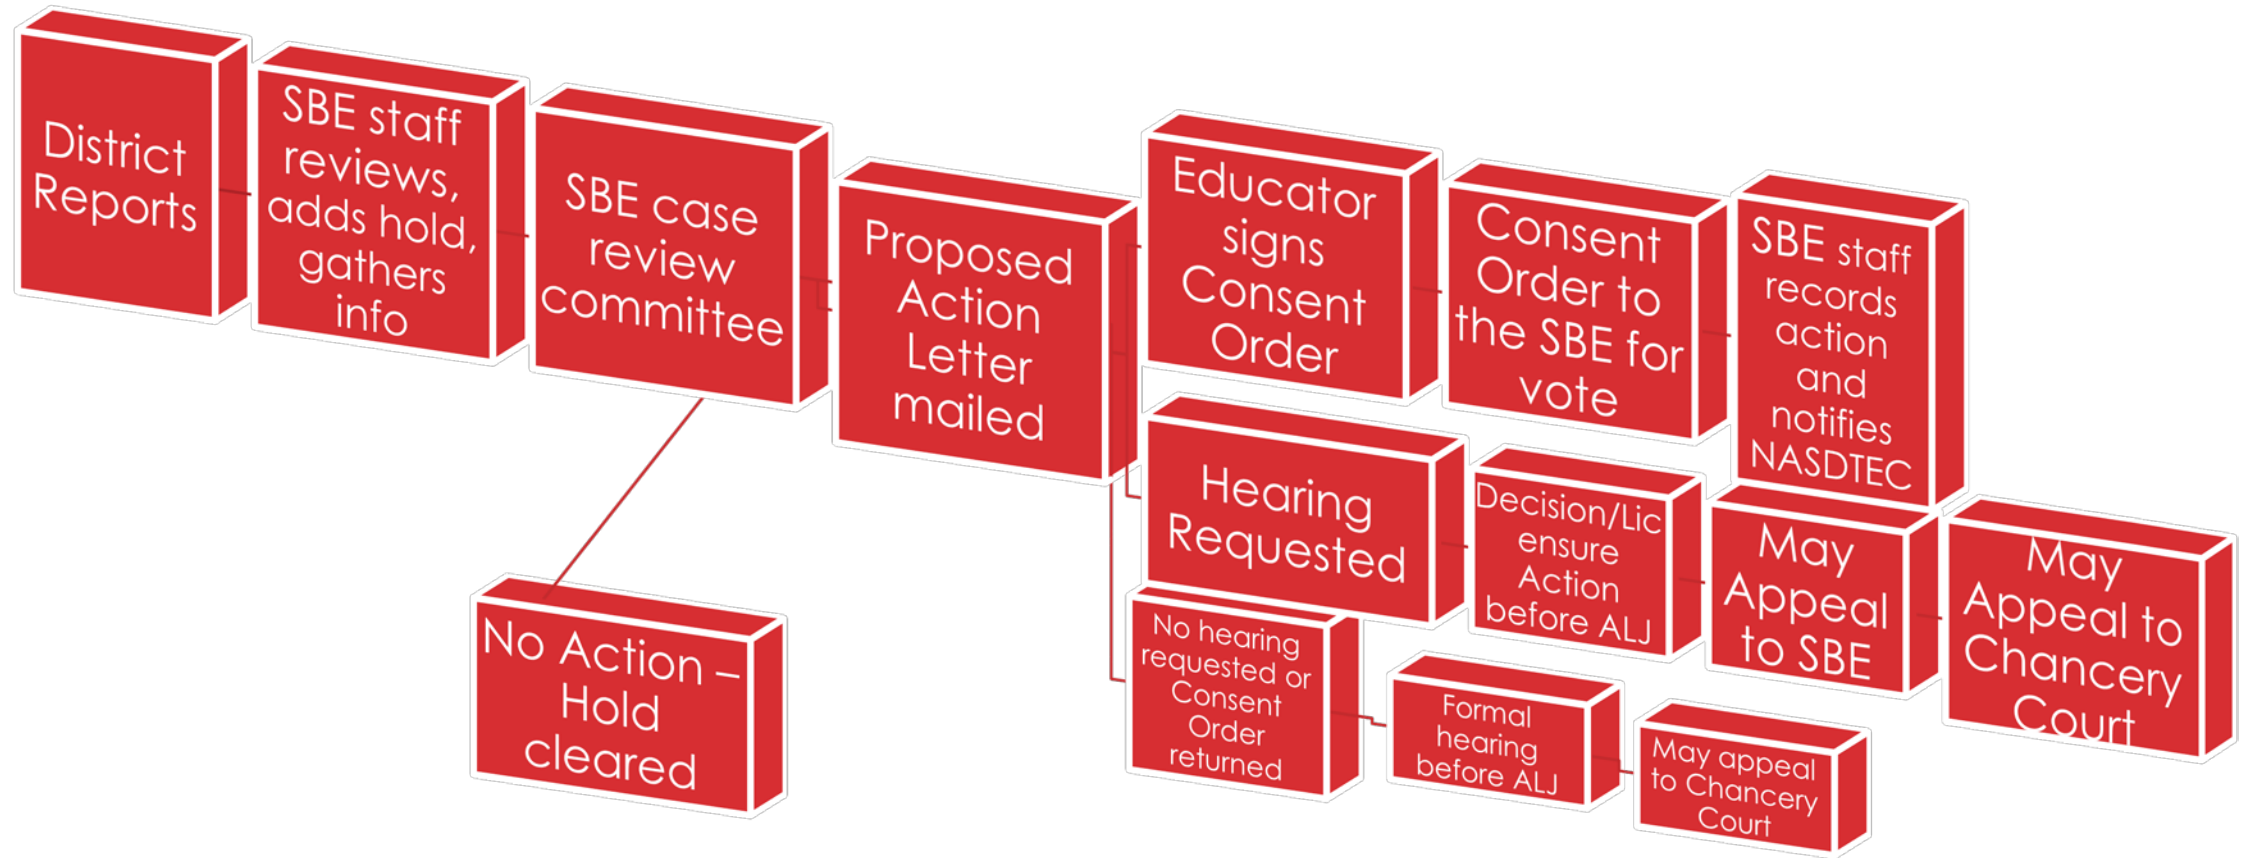 District
Reports
SBE staff
reviews,
adds hold,
gathers
info
SBE case
review
committee
Proposed
Action
Letter
mailed
Educator
signs
Consent
Order
Consent
Order to
the SBE for
vote
SBE staff
records
action
and
notifies
NASDTEC
Hearing
Requested
Decision/Lic
ensure
Action
before ALJ
May
Appeal
to SBE
May
Appeal to
Chancery
Court
No hearing
requested or
Consent
Order
returned
Formal
hearing
before ALJ
May appeal
to Chancery
Court
No Action –
Hold
cleared